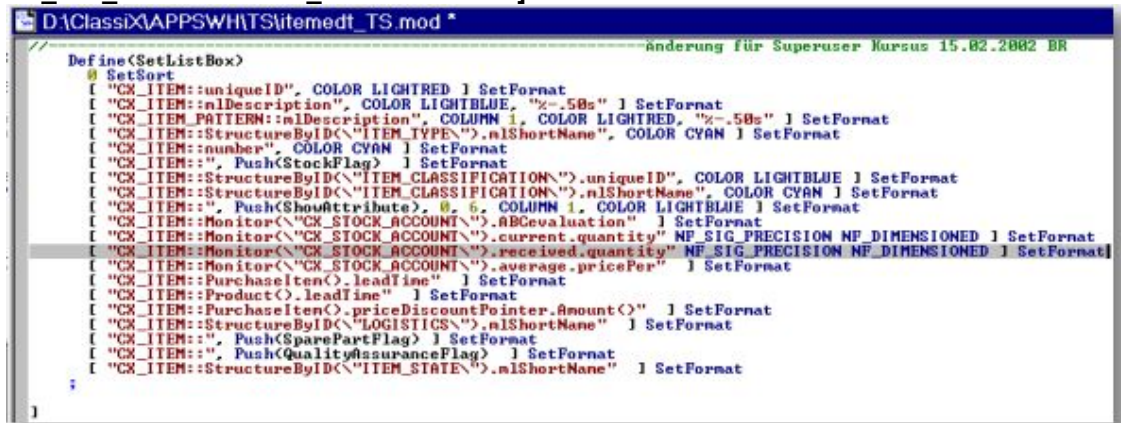 D:\ClassiX\APPSWH\TS\itemedt_TS.mod *
//------------------------------------------------------------------------Änderung für Superuser Kursus 15.02.2002 BR
Define(SetListBox)
0 SetSort
[ "CX_ITEM::uniqueID", COLOR LIGHTRED ] SetFormat
[ "CX_ITEM::mlDescription", COLOR LIGHTBLUE, "%-.50s" ] SetFormat
[ "CX_ITEM_PATTERN::mlDescription", COLUMN 1, COLOR LIGHTRED, "%-.50s" ] SetFormat
[ "CX_ITEM::StructureByID(\"ITEM_TYPE\").mlShortName", COLOR CYAN ] SetFormat
[ "CX_ITEM::number", COLOR CYAN ] SetFormat
[ "CX_ITEM::", Push(StockFlag)  ] SetFormat
[ "CX_ITEM::StructureByID(\"ITEM_CLASSIFICATION\").uniqueID", COLOR LIGHTBLUE ] SetFormat
[ "CX_ITEM::StructureByID(\"ITEM_CLASSIFICATION\").mlShortName", COLOR CYAN ] SetFormat
[ "CX_ITEM::", Push(ShowAttribute), 0, 6, COLUMN 1, COLOR LIGHTBLUE ] SetFormat
[ "CX_ITEM::Monitor(\"CX_STOCK_ACCOUNT\").ABCevaluation"  ] SetFormat
[ "CX_ITEM::Monitor(\"CX_STOCK_ACCOUNT\").current.quantity" NF_SIG_PRECISION NF_DIMENSIONED ] SetFormat
[ "CX_ITEM::Monitor(\"CX_STOCK_ACCOUNT\").received.quantity" NF_SIG_PRECISION NF_DIMENSIONED ] SetFormat
[ "CX_ITEM::Monitor(\"CX_STOCK_ACCOUNT\").average.pricePer"  ] SetFormat
[ "CX_ITEM::PurchaseItem().leadTime"  ] SetFormat
[ "CX_ITEM::Product().leadTime"  ] SetFormat
[ "CX_ITEM::PurchaseItem().priceDiscountPointer.Amount()"  ] SetFormat
[ "CX_ITEM::StructureByID(\"LOGISTICS\").mlShortName"  ] SetFormat
[ "CX_ITEM::", Push(SparePartFlag) ] SetFormat
[ "CX_ITEM::", Push(QualityAssuranceFlag)  ] SetFormat
[ "CX_ITEM::StructureByID(\"ITEM_STATE\").mlShortName"  ] SetFormat
;
]